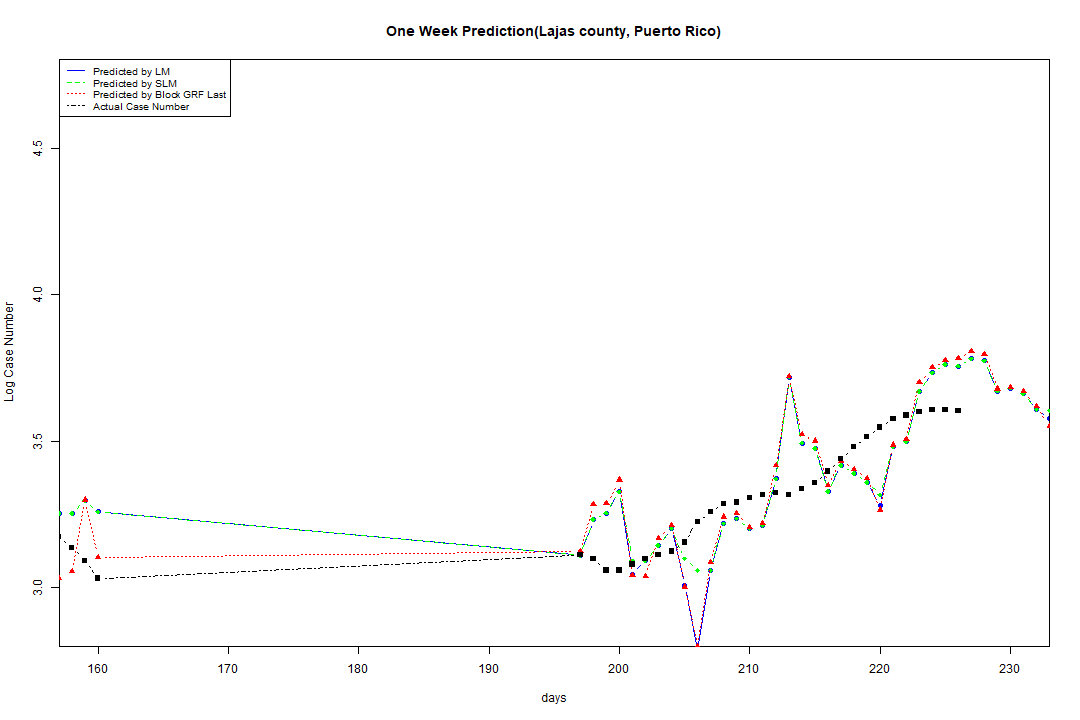 One Week Prediction(Lajas county, Puerto Rico)
Predicted by LM
Predicted by SLM
Predicted by Block GRF Last
Actual Case Number
4.5
4.0
3.5
3.0
Log Case Number
160 170 180 190 200 210 220 230
days